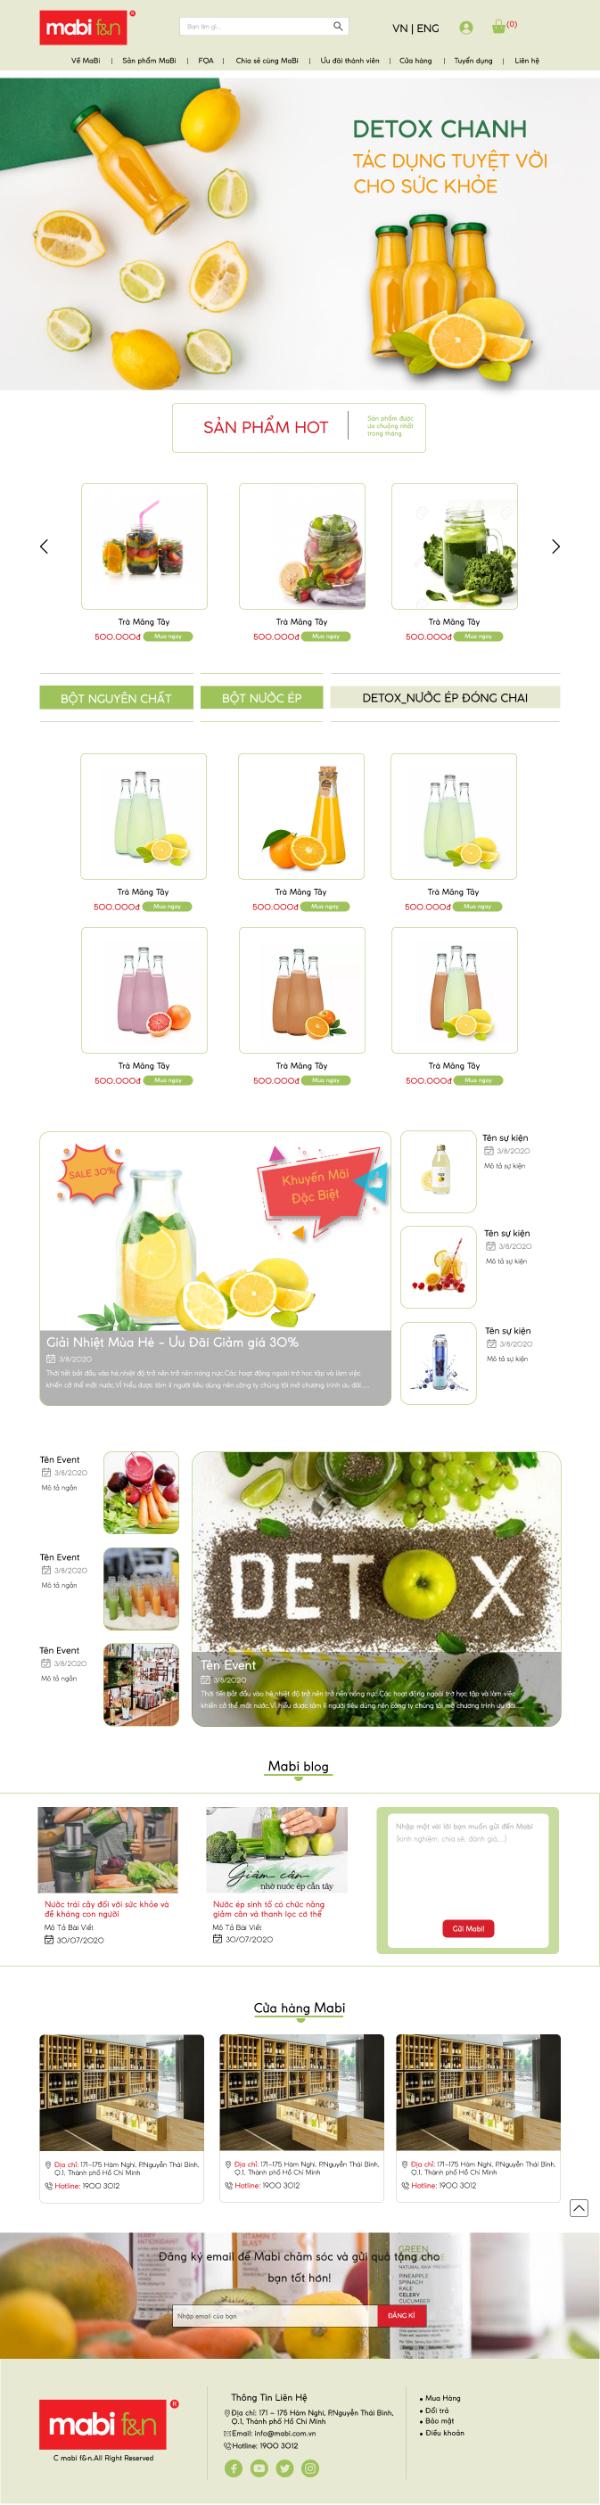 mabi f&n
®
Bạn tìm gì...
VN | ENG
(0)
Về MaBi | Sản phẩm MaBi | FQA | Chia sẻ cùng MaBi | Ưu đãi thành viên | Cửa hàng | Tuyển dụng | Liên hệ
DETOX CHANH
TÁC DỤNG TUYỆT VỜI
CHO SỨC KHỎE
SẢN PHẨM HOT
Sản phẩm được
ưa chuộng nhất
trong tháng
Trà Măng Tây
500.000đ Mua ngay
Trà Măng Tây
500.000đ Mua ngay
Trà Măng Tây
500.000đ Mua ngay
BỘT NGUYÊN CHẤT
BỘT NƯỚC ÉP
DETOX_NƯỚC ÉP ĐÓNG CHAI
Trà Măng Tây
500.000đ Mua ngay
Trà Măng Tây
500.000đ Mua ngay
Trà Măng Tây
500.000đ Mua ngay
Trà Măng Tây
500.000đ Mua ngay
Trà Măng Tây
500.000đ Mua ngay
Trà Măng Tây
500.000đ Mua ngay
SALE 30%
Khuyến Mãi
Đặc Biệt
Giải Nhiệt Mùa Hè - Ưu Đãi Giảm giá 30%
3/8/2020
Thời tiết bắt đầu vào hè,nhiệt độ trở nên trở nên nóng nực.Các hoạt động ngoài trờ học tập và làm việc
khiến cơ thể mất nước.Vì hiểu được tâm lí người tiêu dùng nên công ty chúng tôi mở chương trình ưu đãi.....
Tên sự kiện
3/8/2020
Mô tả sự kiện
Tên sự kiện
3/8/2020
Mô tả sự kiện
Tên sự kiện
3/8/2020
Mô tả sự kiện
Tên Event
3/8/2020
Mô tả ngắn
Tên Event
3/8/2020
Mô tả ngắn
Tên Event
3/8/2020
Mô tả ngắn
DETOX
Tên Event
3/8/2020
Thời tiết bắt đầu vào hè,nhiệt độ trở nên trở nên nóng nực.Các hoạt động ngoài trờ học tập và làm việc
khiến cơ thể mất nước.Vì hiểu được tâm lí người tiêu dùng nên công ty chúng tôi mở chương trình ưu đãi.....
Mabi blog
Nước trái cây đối với sức khỏe và
đề kháng con người
Mô Tả Bài Viết
30/07/2020
Giảm cân
nhờ nước ép cần tây
Nước ép sinh tố có chức năng
giảm cân và thanh lọc cơ thể
Mô Tả Bài Viết
30/07/2020
Nhập một vài lời bạn muốn gửi đến Mabi
(kinh nghiệm, chia sẻ, đánh giá,...)
Gửi Mabi!
Cửa hàng Mabi
Địa chỉ: 171-175 Hàm Nghi, P.Nguyễn Thái Bình,
Q.1, Thành phố Hồ Chí Minh
Hotline: 1900 3012
Địa chỉ: 171-175 Hàm Nghi, P.Nguyễn Thái Bình,
Q.1, Thành phố Hồ Chí Minh
Hotline: 1900 3012
Địa chỉ: 171-175 Hàm Nghi, P.Nguyễn Thái Bình,
Q.1, Thành phố Hồ Chí Minh
Hotline: 1900 3012
BERRY
ANTIOXIDANT
VITAMIN C
BLAST
GREEN
PINEAPPLE
SPINACH
KALE
CELERY
CUCUMBER
Đăng ký email để Mabi chăm sóc và gửi quà tặng cho
bạn tốt hơn!
Nhập email của bạn
ĐĂNG KÍ
mabi f&n
®
C mabi f&n.All Right Reserved
Thông Tin Liên Hệ
Địa chỉ: 171 – 175 Hàm Nghi, P.Nguyễn Thái Bình,
Q.1, Thành phố Hồ Chí Minh
Email: info@mabi.com.vn
Hotline: 1900 3012
Mua Hàng
Đổi trả
Bảo mật
Điều khoản